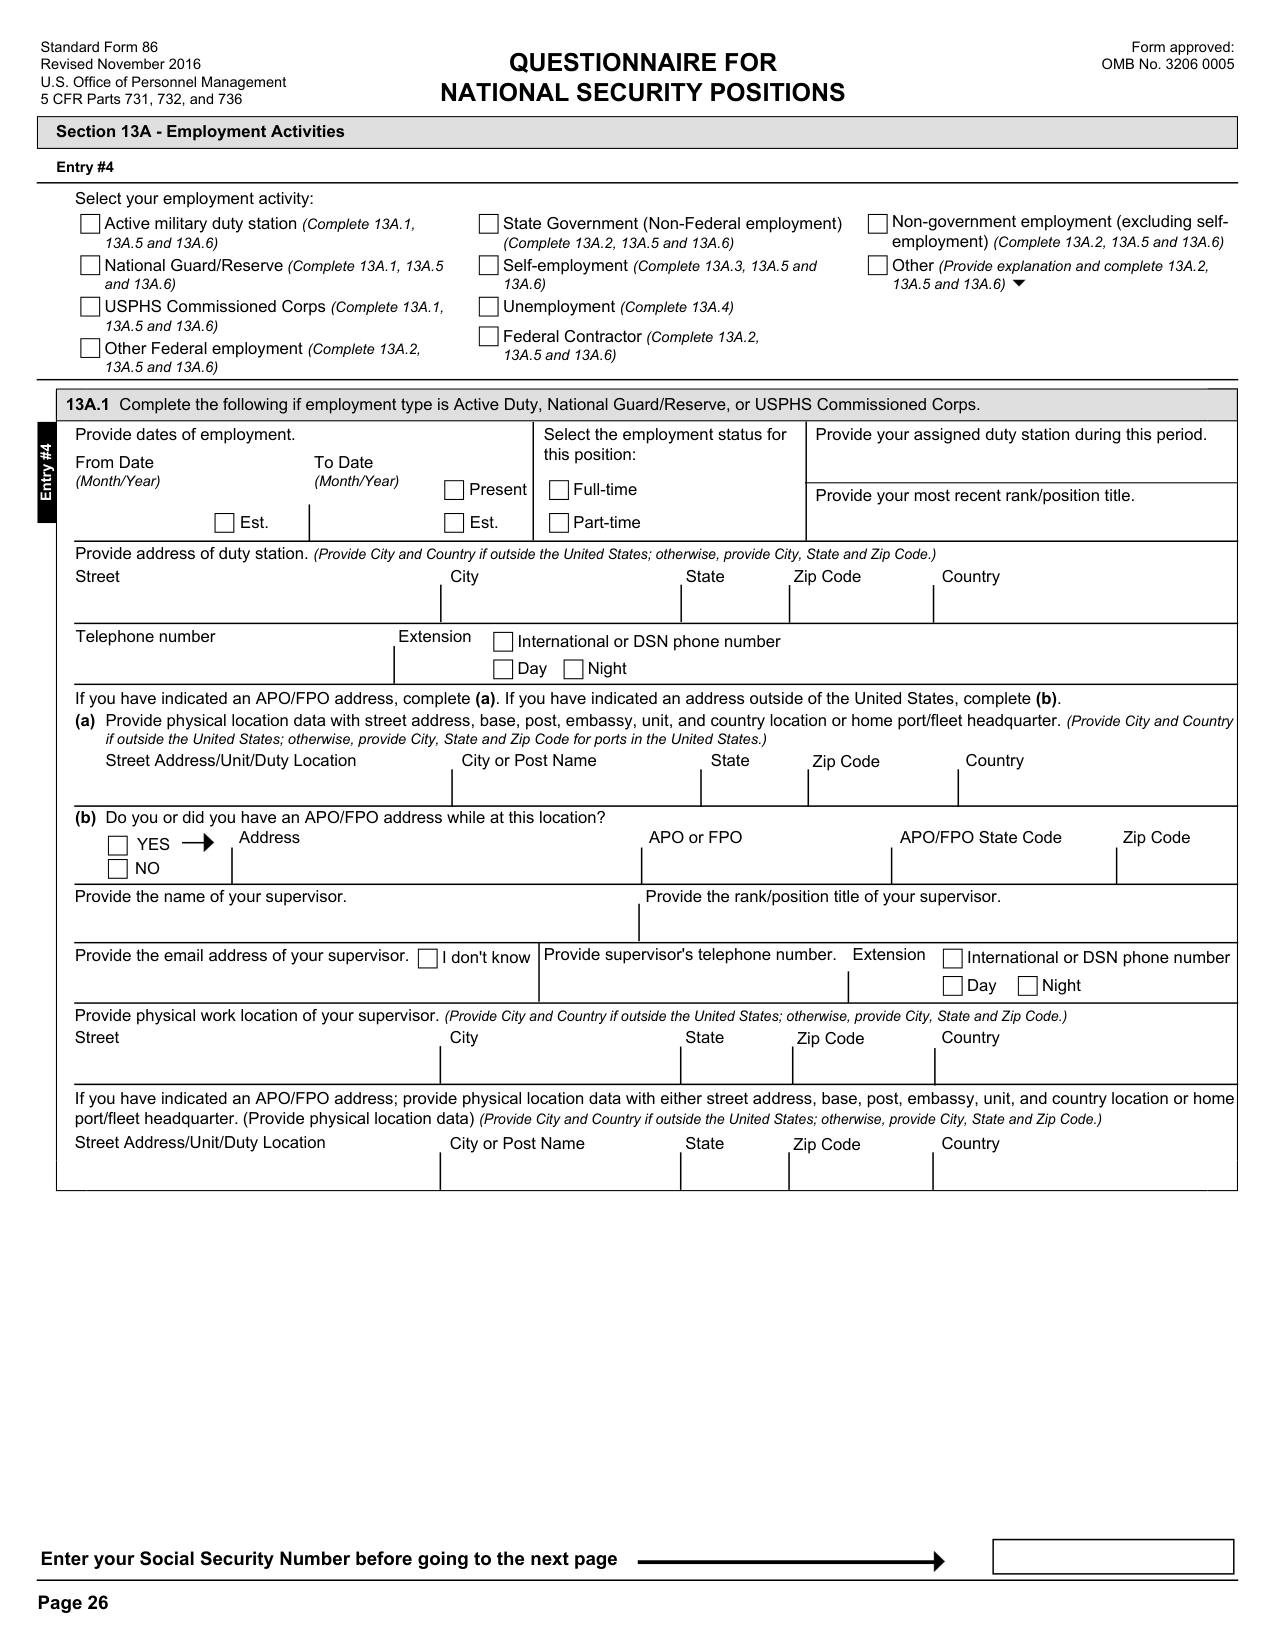 Standard Form 86
Revised November 2016
U.S. Office of Personnel Management
5 CFR Parts 731, 732, and 736
QUESTIONNAIRE FOR
NATIONAL SECURITY POSITIONS
Form approved:
OMB No. 3206 0005
Section 13A - Employment Activities
Entry #4
Select your employment activity:
Active military duty station (Complete 13A.1,
13A.5 and 13A.6)
National Guard/Reserve (Complete 13A.1, 13A.5
and 13A.6)
USPHS Commissioned Corps (Complete 13A.1,
13A.5 and 13A.6)
Other Federal employment (Complete 13A.2,
13A.5 and 13A.6)
State Government (Non-Federal employment)
(Complete 13A.2, 13A.5 and 13A.6)
Self-employment (Complete 13A.3, 13A.5 and
13A.6)
Unemployment (Complete 13A.4)
Federal Contractor (Complete 13A.2,
13A.5 and 13A.6)
Non-government employment (excluding self-
employment) (Complete 13A.2, 13A.5 and 13A.6)
Other (Provide explanation and complete 13A.2,
13A.5 and 13A.6)
13A.1 Complete the following if employment type is Active Duty, National Guard/Reserve, or USPHS Commissioned Corps.
Entry #4
Provide dates of employment.
From Date
(Month/Year)
Est.
To Date
(Month/Year)
Present
Est.
Select the employment status for
this position:
Full-time
Part-time
Provide your assigned duty station during this period.
Provide your most recent rank/position title.
Provide address of duty station. (Provide City and Country if outside the United States; otherwise, provide City, State and Zip Code.)
Street City State Zip Code Country
Telephone number Extension International or DSN phone number
Day Night
If you have indicated an APO/FPO address, complete (a). If you have indicated an address outside of the United States, complete (b).
(a) Provide physical location data with street address, base, post, embassy, unit, and country location or home port/fleet headquarter. (Provide City and Country
if outside the United States; otherwise, provide City, State and Zip Code for ports in the United States.)
Street Address/Unit/Duty Location City or Post Name State Zip Code Country
(b) Do you or did you have an APO/FPO address while at this location?
YES Address APO or FPO APO/FPO State Code Zip Code
NO
Provide the name of your supervisor. Provide the rank/position title of your supervisor.
Provide the email address of your supervisor. I don't know Provide supervisor's telephone number. Extension International or DSN phone number
Day Night
Provide physical work location of your supervisor. (Provide City and Country if outside the United States; otherwise, provide City, State and Zip Code.)
Street City State Zip Code Country
If you have indicated an APO/FPO address; provide physical location data with either street address, base, post, embassy, unit, and country location or home
port/fleet headquarter. (Provide physical location data) (Provide City and Country if outside the United States; otherwise, provide City, State and Zip Code.)
Street Address/Unit/Duty Location City or Post Name State Zip Code Country
Enter your Social Security Number before going to the next page
Page 26